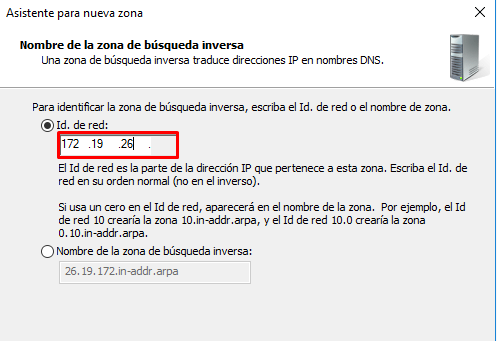 Asistente para nueva zona
Nombre de la zona de búsqueda inversa
Una zona de búsqueda inversa traduce direcciones IP en nombres DNS.
Para identificar la zona de búsqueda inversa, escriba el Id. de red o el nombre de zona.
Id. de red:
172 .19 .26 .
El Id de red es la parte de la dirección IP que pertenece a esta zona. Escriba el Id. de
red en su orden normal (no en el inverso).
Si usa un cero en el Id de red, aparecerá en el nombre de la zona. Por ejemplo, el Id
de red 10 crearía la zona 10.in-addr.arpa, y el Id de red 10.0 crearía la zona
0.10.in-addr.arpa.
Nombre de la zona de búsqueda inversa:
26.19.172.in-addr.arpa